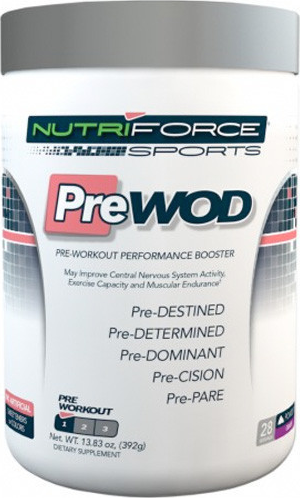 NUTRIFORCE
SPORTS
PreWOD
PRE-WORKOUT PERFORMANCE BOOSTER
May improve Central Nervous System Activity,
Exercise Capacity and Muscular Endurance†
Pre-DESTINED
Pre-DETERMINED
Pre-DOMINANT
Pre-CISION
Pre-PARE
ARTIFICIAL
PRE
WORKOUT
1 2 3
28
NET WT. 13.83 oz. (392g)
DIETARY SUPPLEMENT